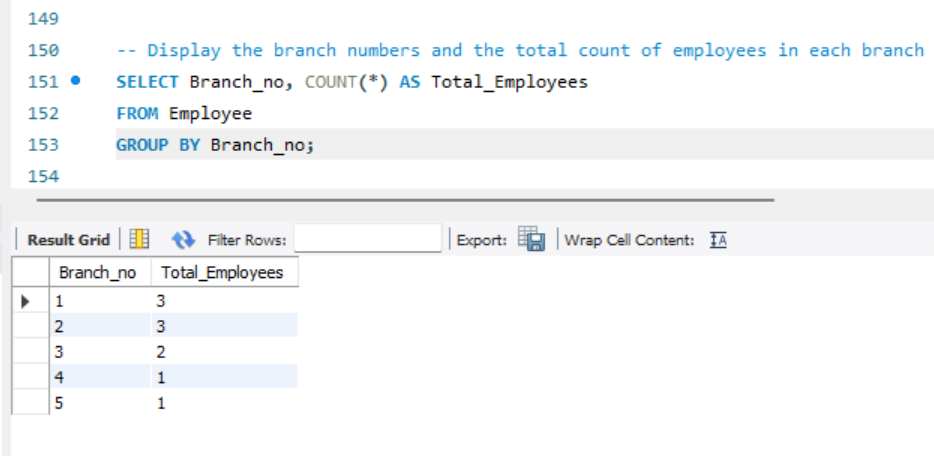 149
150 -- Display the branch numbers and the total count of employees in each branch
151 SELECT Branch_no, COUNT(*) AS Total_Employees
152 FROM Employee
153 GROUP BY Branch_no;
154
Result Grid Filter Rows: Export: Wrap Cell Content: IA
Branch_no Total_Employees
1 3
2 3
3 2
4 1
5 1